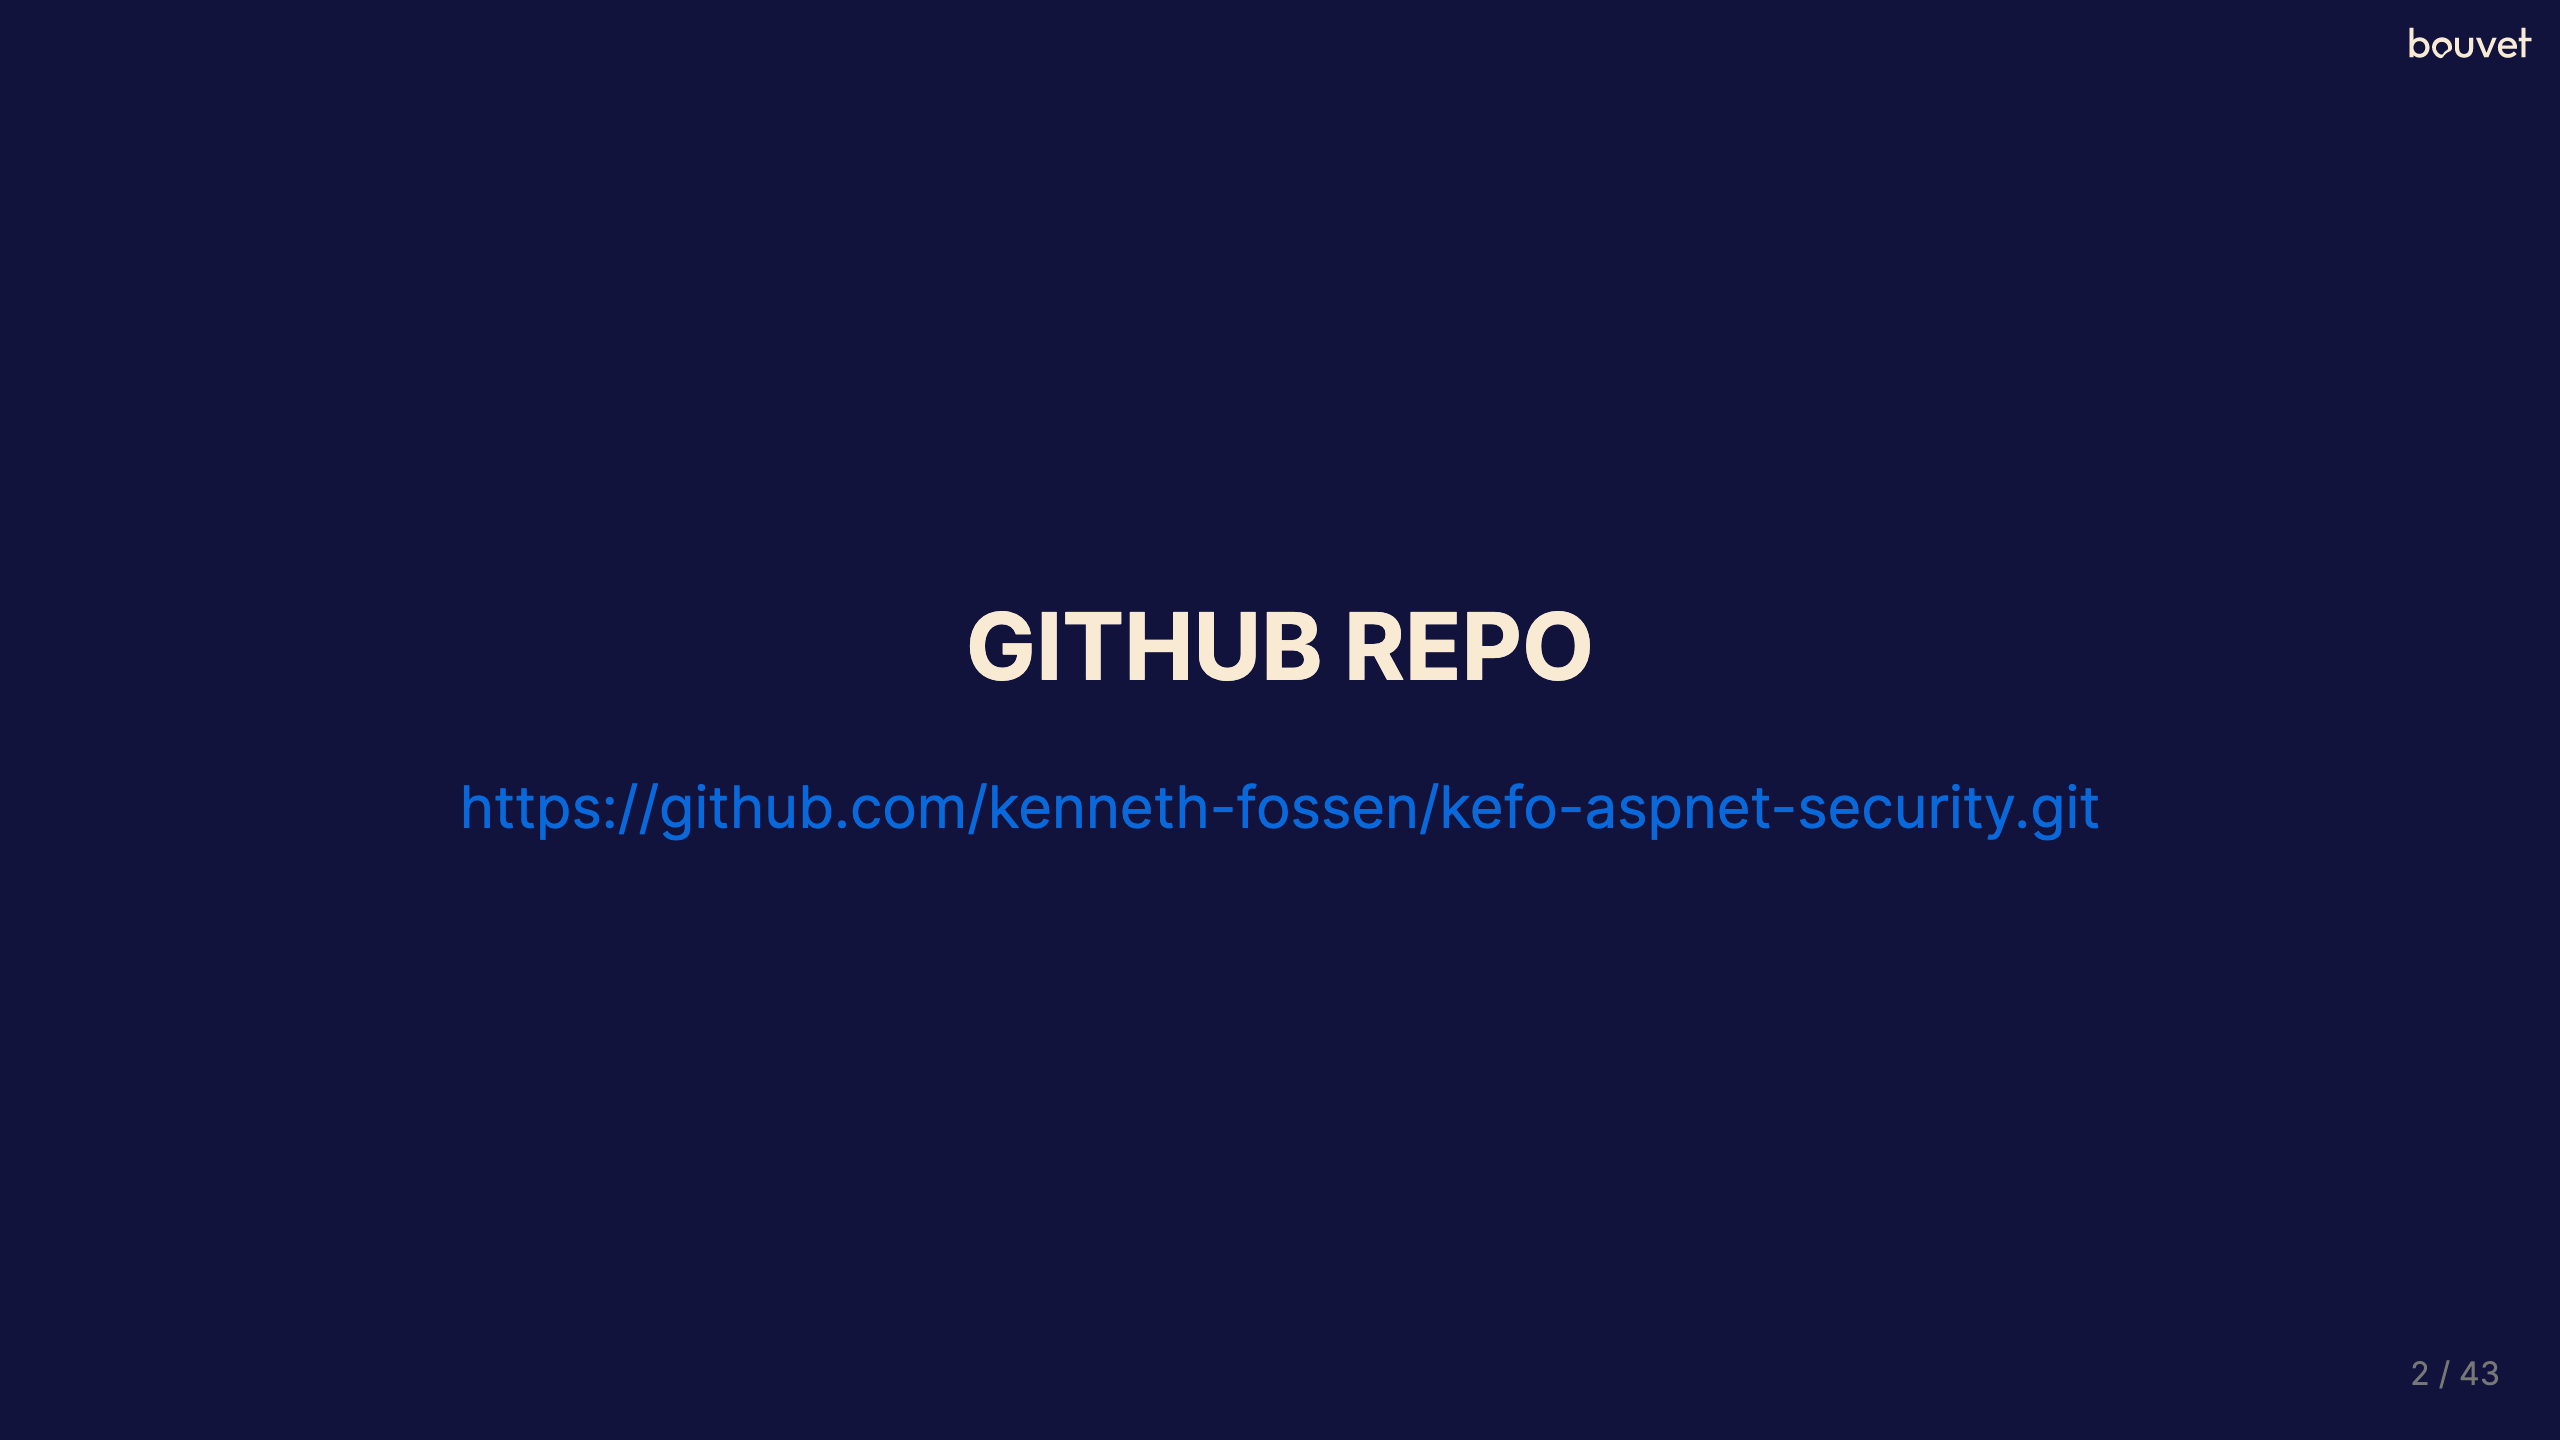 bouvet
GITHUB REPO
https://github.com/kenneth-fossen/kefo-aspnet-security.git
2 / 43